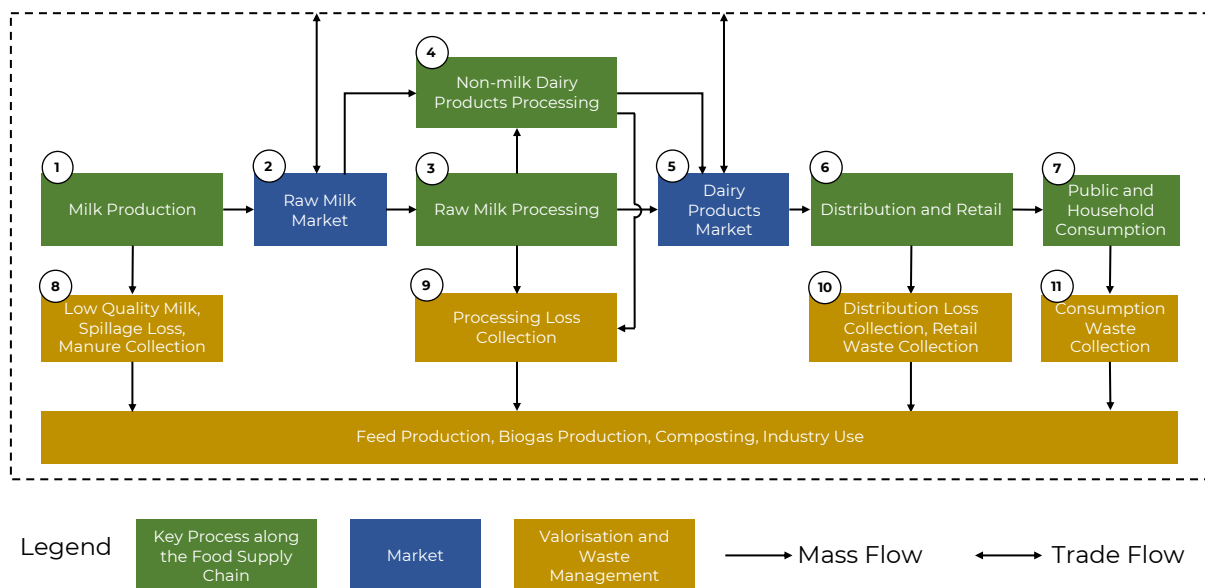 4
Non-milk Dairy
Products Processing
1
Milk Production
2
Raw Milk
Market
3
Raw Milk Processing
5
Dairy
Products
Market
6
Distribution and Retail
7
Public and
Household
Consumption
8
Low Quality Milk,
Spillage Loss,
Manure Collection
9
Processing Loss
Collection
10
Distribution Loss
Collection, Retail
Waste Collection
11
Consumption
Waste
Collection
Feed Production, Biogas Production, Composting, Industry Use
Legend
Key Process along
the Food Supply
Chain
Market
Valorisation and
Waste
Management
Mass Flow
Trade Flow